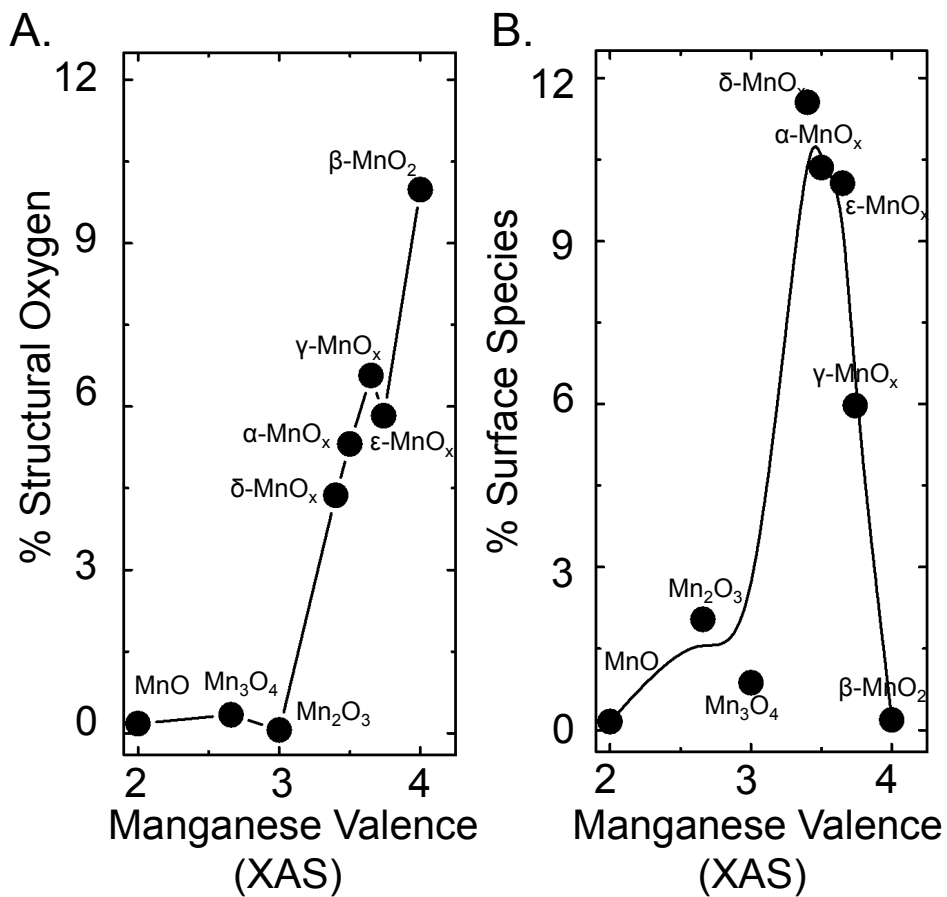 A.
% Structural Oxygen
12
9
6
3
0
β-MnO₂
γ-MnOₓ
α-MnOₓ
ε-MnOₓ
δ-MnOₓ
MnO
Mn₃O₄
Mn₂O₃
2 3 4
Manganese Valence
(XAS)
B.
% Surface Species
12
9
6
3
0
δ-MnOₓ
α-MnOₓ
ε-MnOₓ
γ-MnOₓ
Mn₂O₃
MnO
Mn₃O₄
β-MnO₂
2 3 4
Manganese Valence
(XAS)